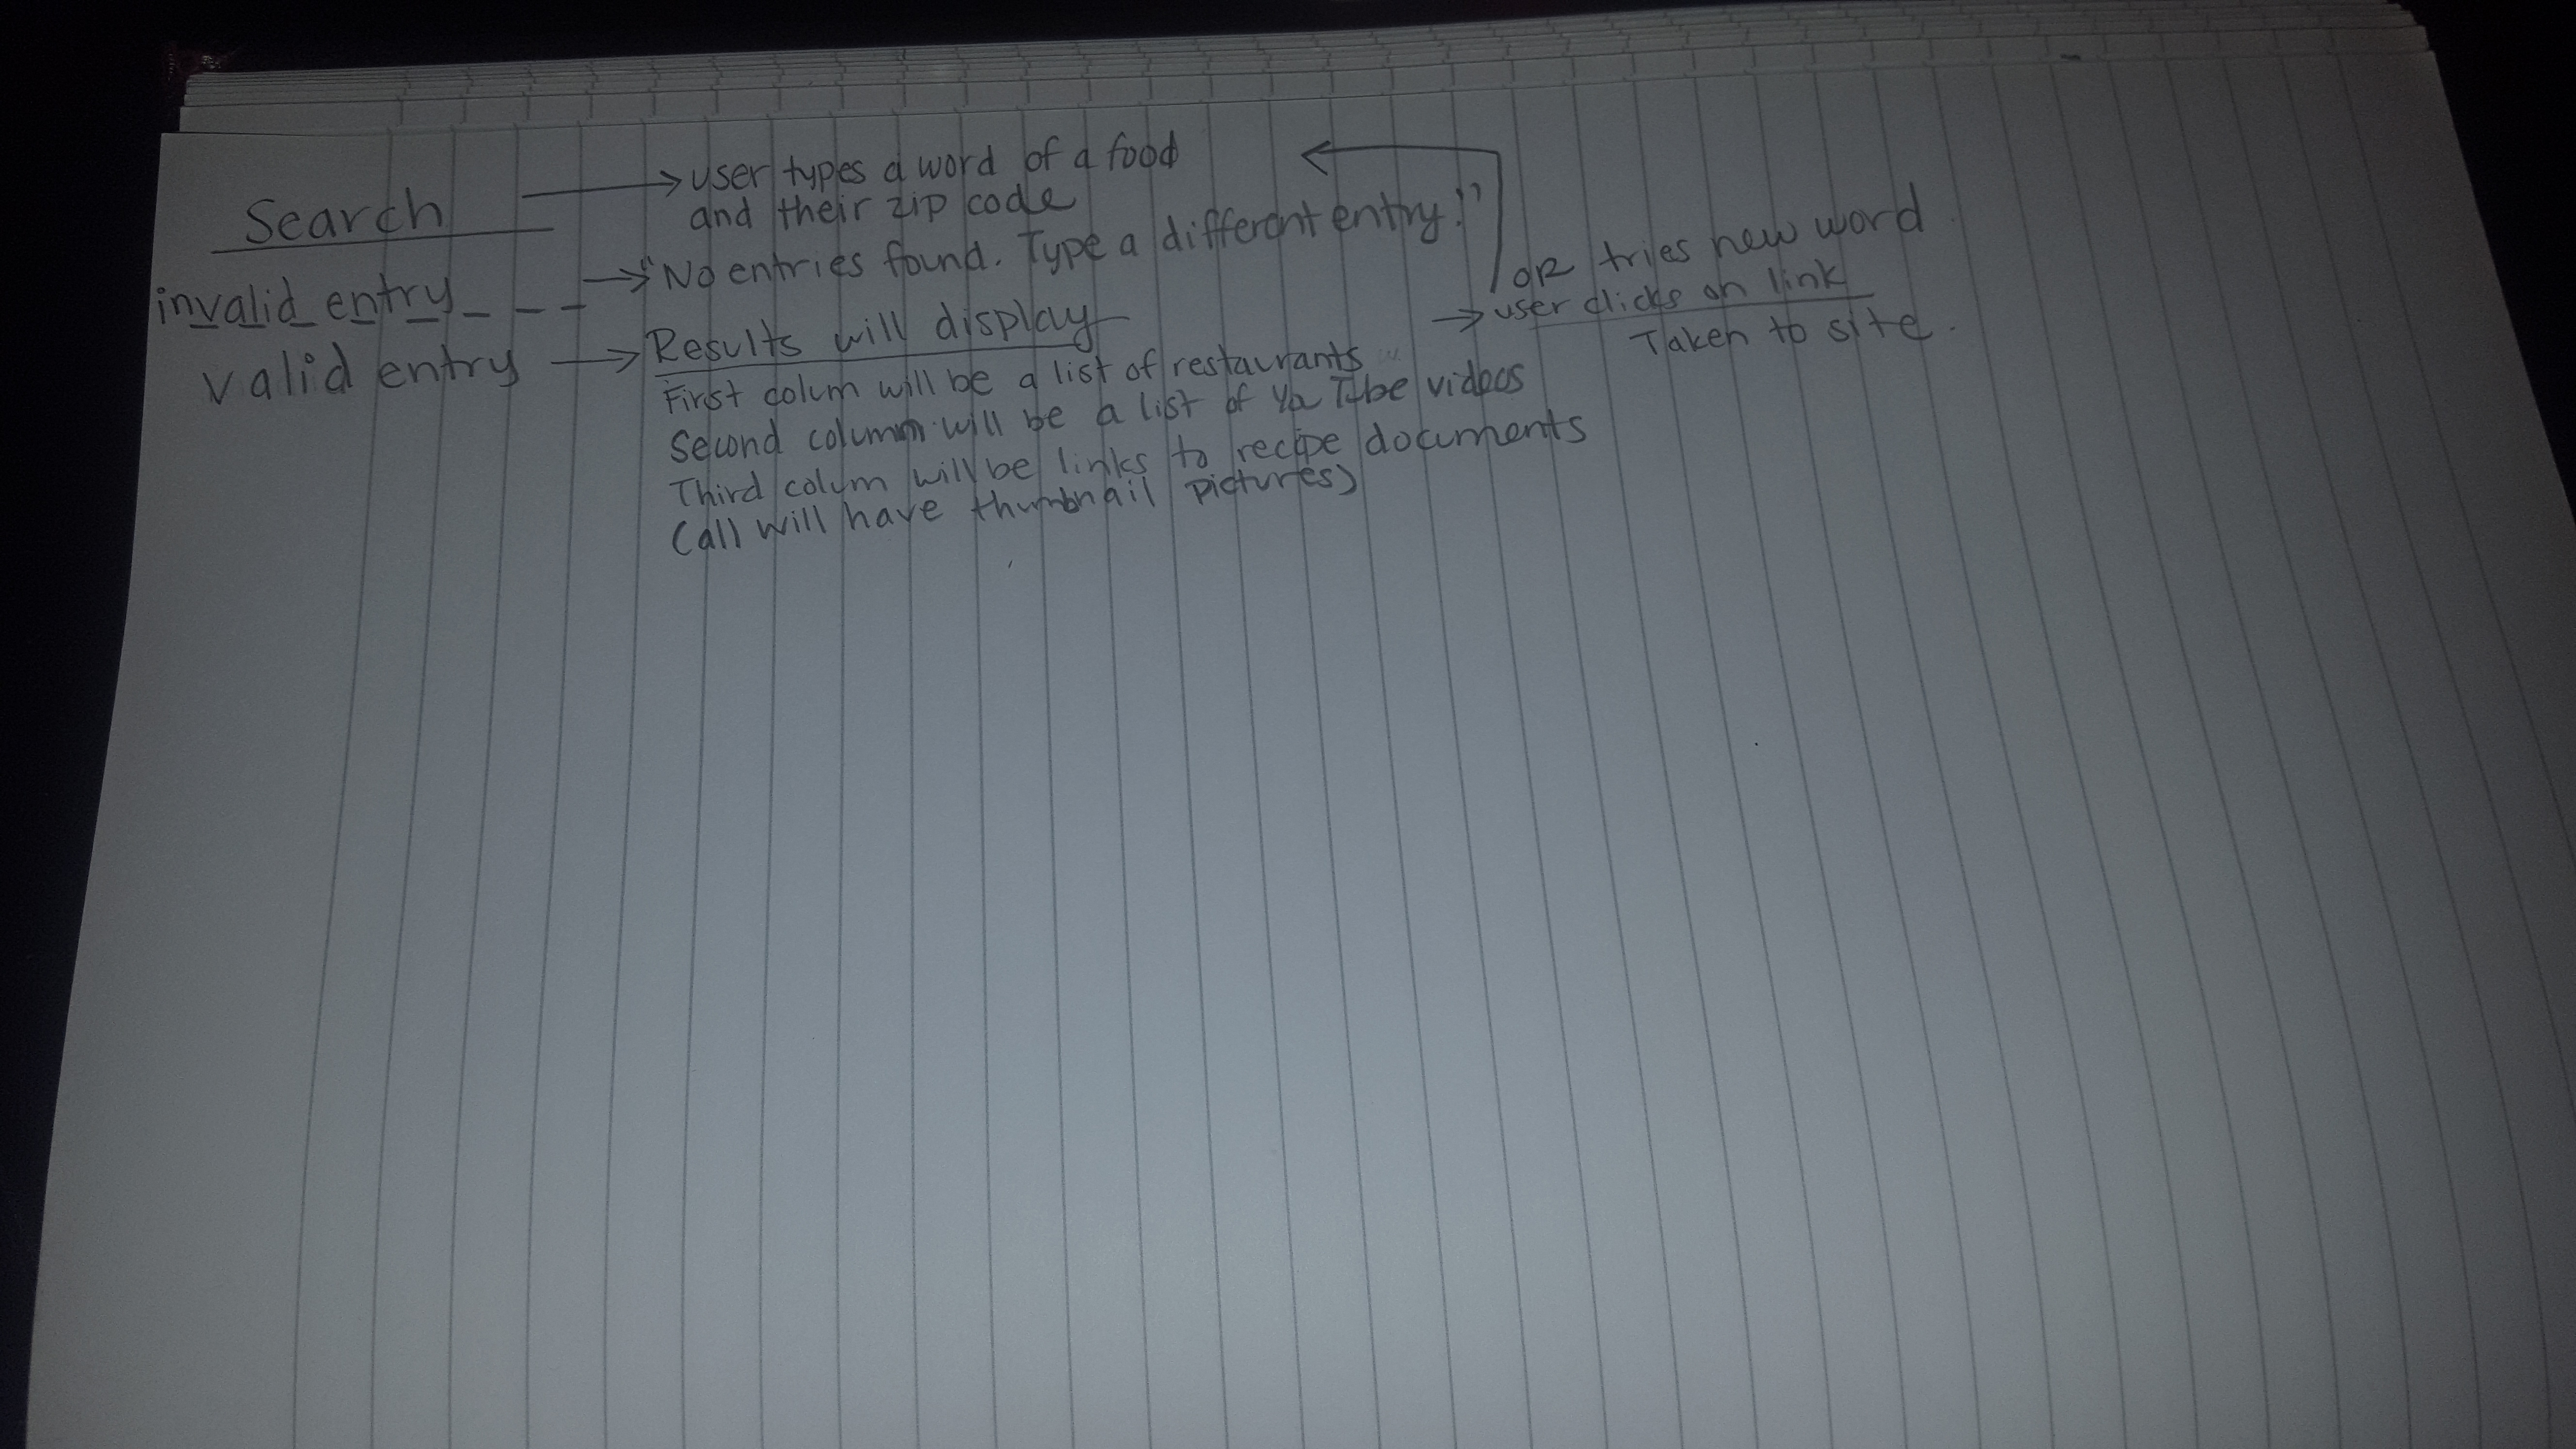 Search
user types a word of a food
and their zip code
invalid entry
"No entries found. Type a different entry!"
valid entry
Results will display
First colum will be a list of restaurants
Second column will be a list of You Tube videos
Third colum will be links to recipe documents
(all will have thumbnail pictures)
OR tries new word
user clicks on link
Taken to site.